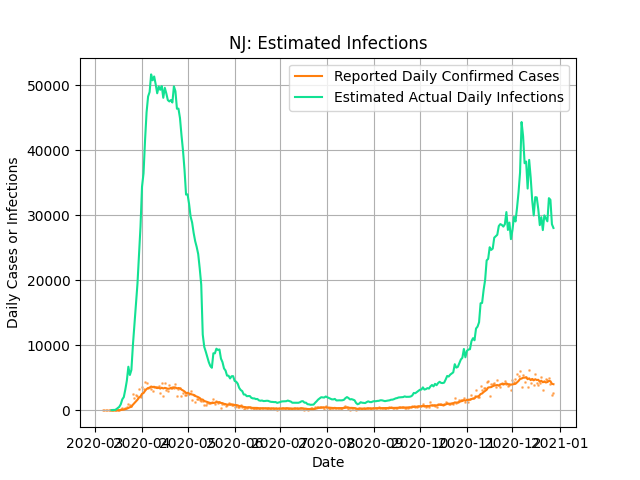 NJ: Estimated Infections
Reported Daily Confirmed Cases
Estimated Actual Daily Infections
Daily Cases or Infections
50000
40000
30000
20000
10000
0
2020-03 2020-04 2020-05 2020-06 2020-07 2020-08 2020-09 2020-10 2020-11 2020-12 2021-01
Date